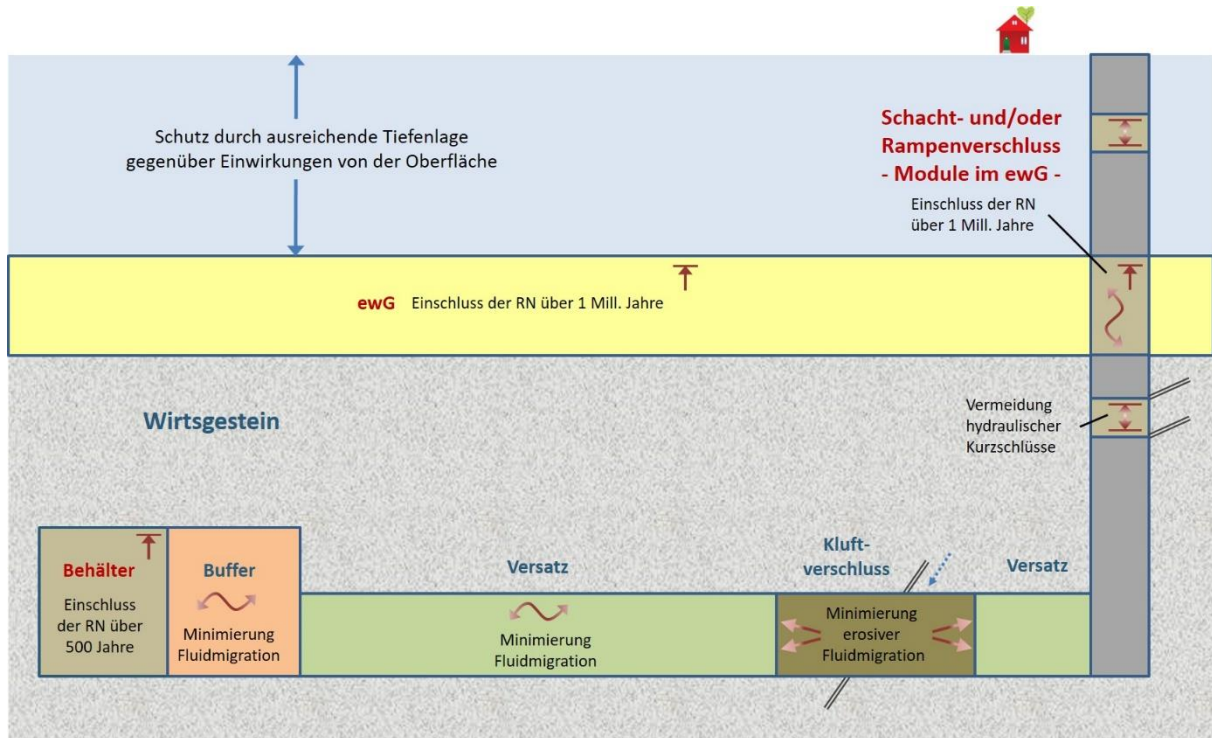 Schutz durch ausreichende Tiefenlage
gegenüber Einwirkungen von der Oberfläche
Schacht- und/oder
Rampenverschluss
- Module im ewG -
Einschluss der RN
über 1 Mill. Jahre
ewG Einschluss der RN über 1 Mill. Jahre
Wirtsgestein
Vermeidung
hydraulischer
Kurzschlüsse
Behälter
Einschluss
der RN über
500 Jahre
Buffer
Minimierung
Fluidmigration
Versatz
Minimierung
Fluidmigration
Kluft-
verschluss
Minimierung
erosiver
Fluidmigration
Versatz